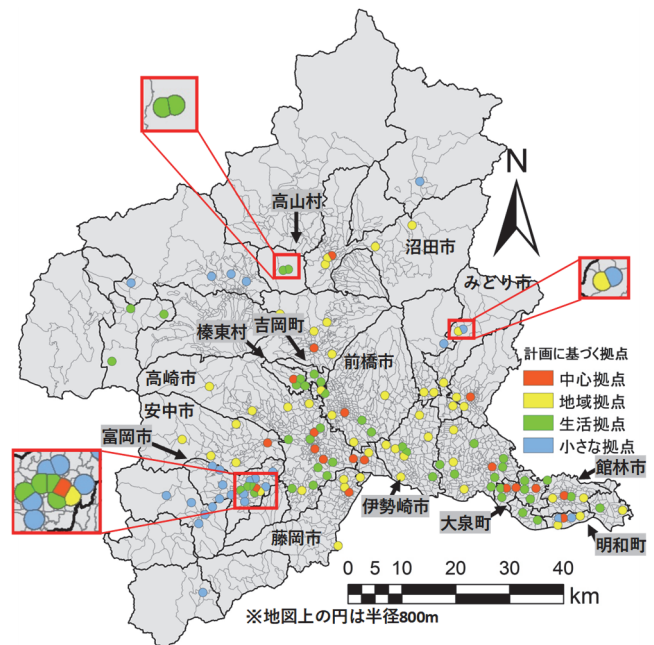 N
高山村
沼田市
みどり市
吉岡町
榛東村
前橋市
計画に基づく拠点
中心拠点
地域拠点
生活拠点
小さな拠点
高崎市
安中市
富岡市
館林市
伊勢崎市
大泉町
藤岡市
明和町
0 5 10 20 30 40
km
※地図上の円は半径800m